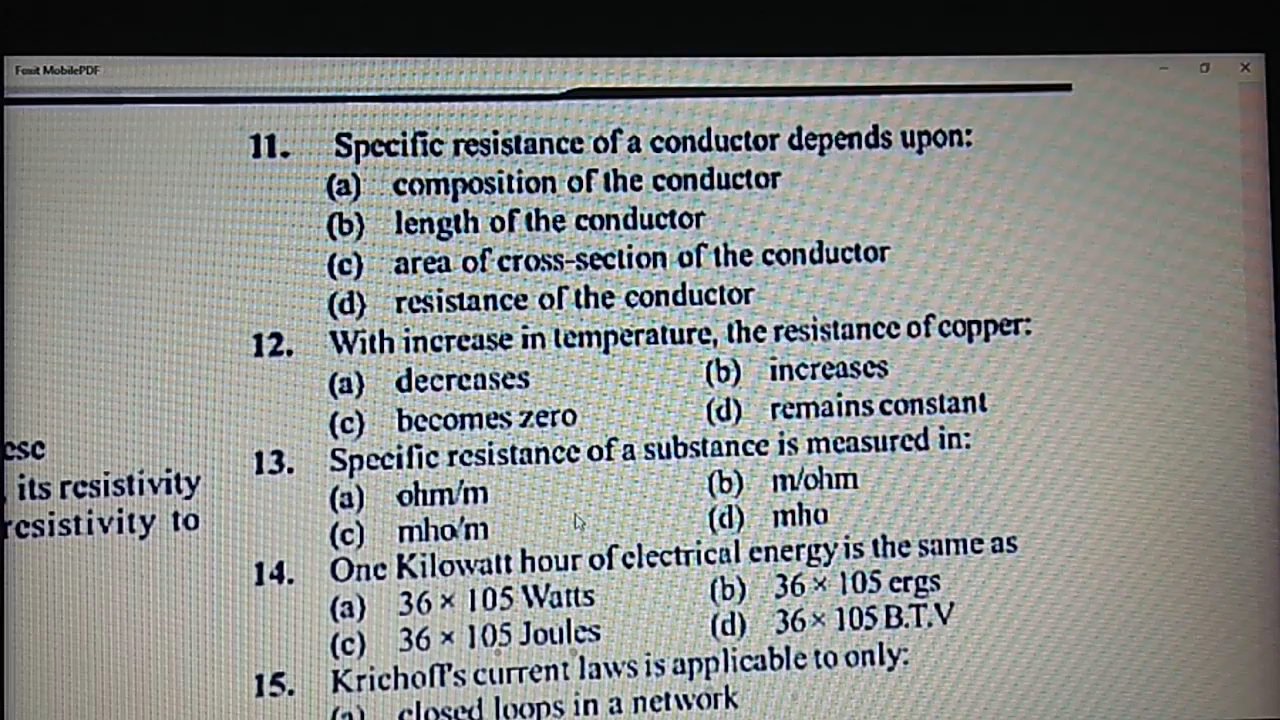 Foxit MobilePDF
11. Specific resistance of a conductor depends upon:
(a) composition of the conductor
(b) length of the conductor
(c) area of cross-section of the conductor
(d) resistance of the conductor
12. With increase in temperature, the resistance of copper:
(a) decreases (b) increases
(c) becomes zero (d) remains constant
13. Specific resistance of a substance is measured in:
(a) ohm/m (b) m/ohm
(c) mho/m (d) mho
14. One Kilowatt hour of electrical energy is the same as
(a) 36 × 105 Watts (b) 36 × 105 ergs
(c) 36 × 105 Joules (d) 36 × 105 B.T.V
15. Krichoff's current laws is applicable to only:
(a) closed loops in a network
its resistivity
resistivity to